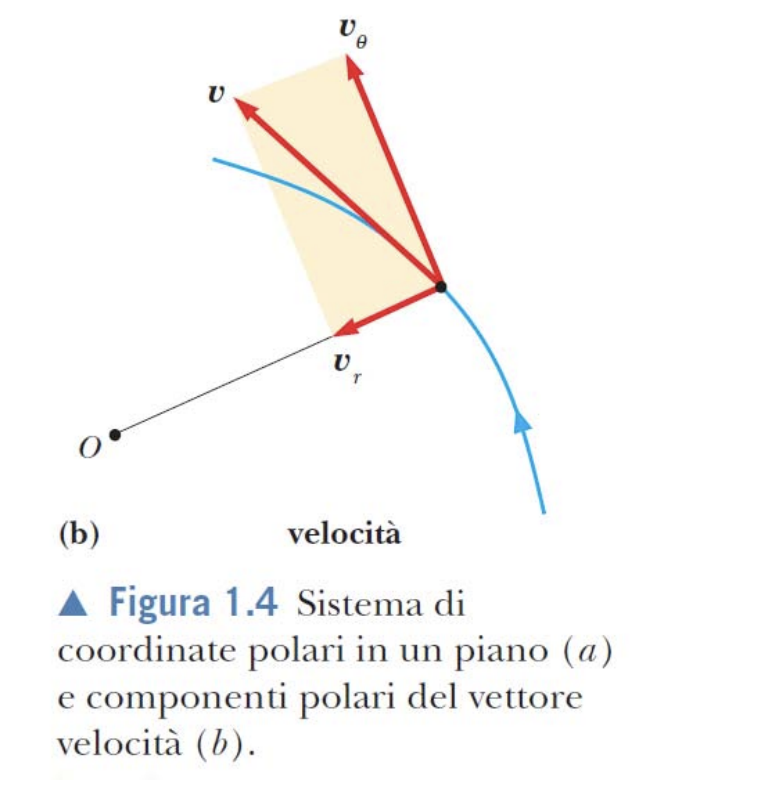 v_θ
v
v_r
O
(b) velocità
▲ Figura 1.4 Sistema di
coordinate polari in un piano (a)
e componenti polari del vettore
velocità (b).